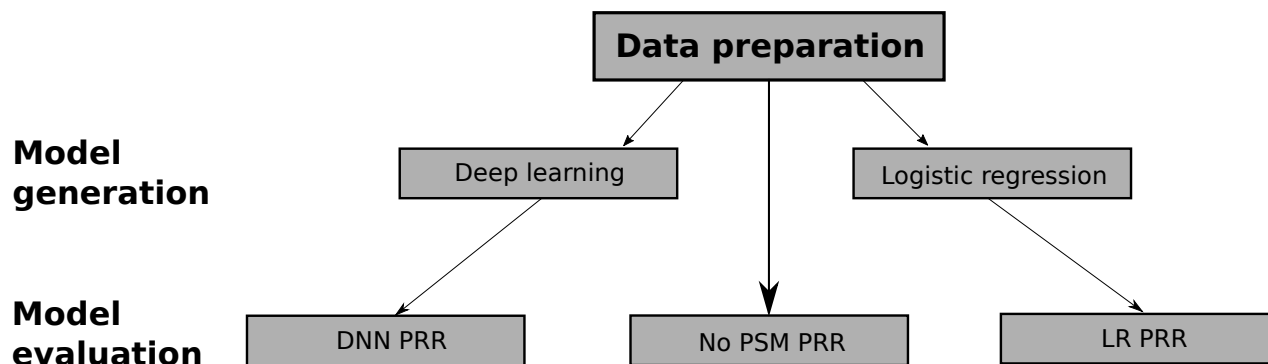 Data preparation
Model
generation
Deep learning
Logistic regression
Model
evaluation
DNN PRR
No PSM PRR
LR PRR